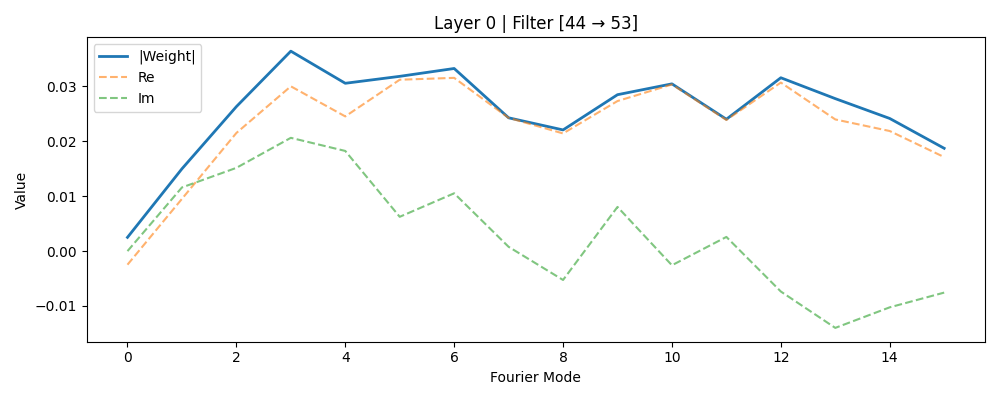 Layer 0 | Filter [44 → 53]
|Weight|
Re
Im
Value
0.03
0.02
0.01
0.00
−0.01
0 2 4 6 8 10 12 14
Fourier Mode